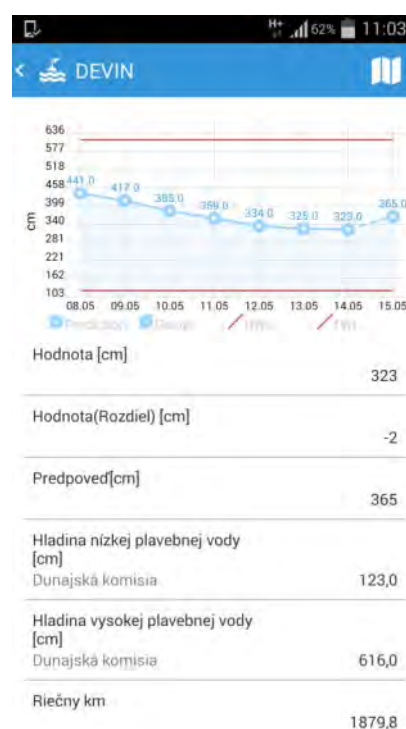 H+ 62% 11:03
DEVIN
636
577
518
458
399
340
281
221
162
103
cm
441.0 417.0 385.0 359.0 334.0 325.0 323.0 365.0
08.05 09.05 10.05 11.05 12.05 13.05 14.05 15.05
Hodnota [cm]
323
Hodnota(Rozdiel) [cm]
-2
Predpoveď[cm]
365
Hladina nízkej plavebnej vody
[cm]
Dunajská komisia 123,0
Hladina vysokej plavebnej vody
[cm]
Dunajská komisia 616,0
Riečny km
1879,8